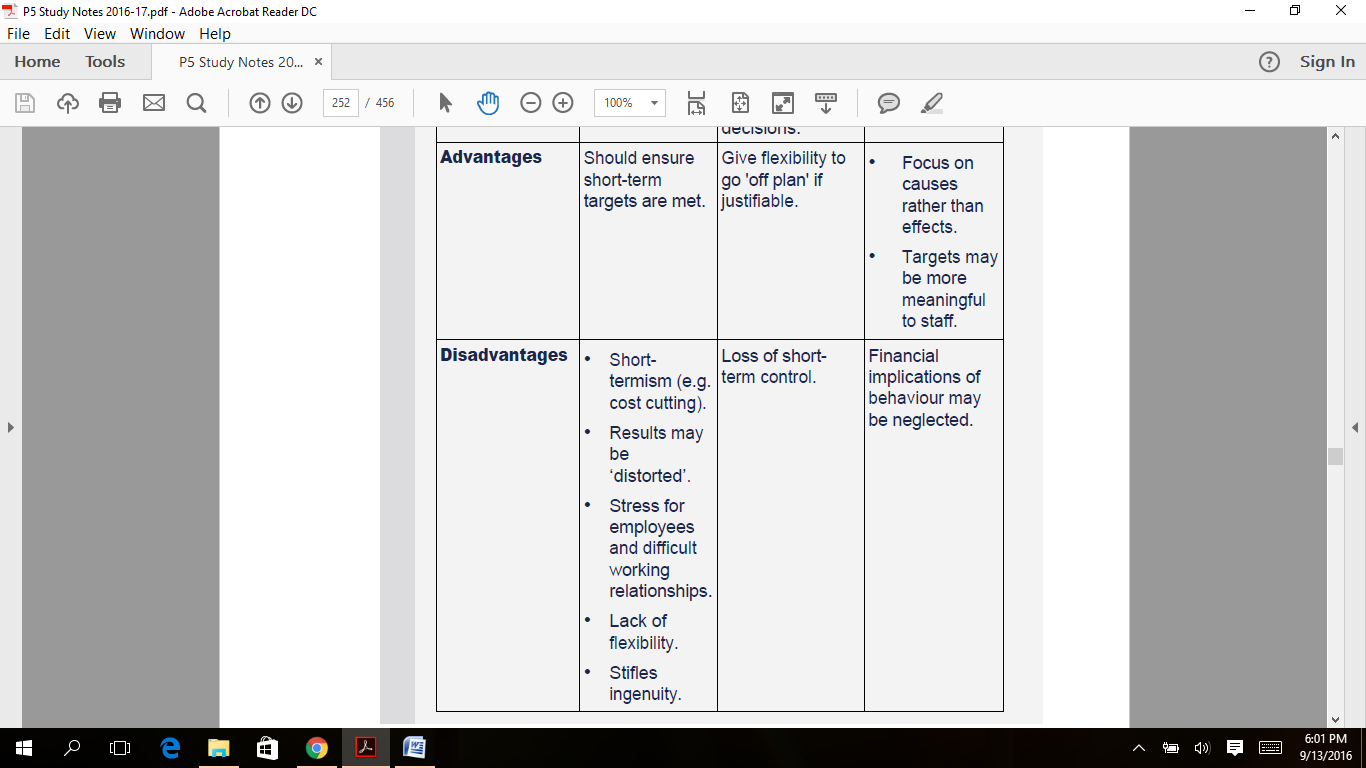 P5 Study Notes 2016-17.pdf - Adobe Acrobat Reader DC
File Edit View Window Help
Home Tools P5 Study Notes 20... × Sign In
252 / 456 100%
decisions.
Advantages
Should ensure
short-term
targets are met.
Give flexibility to
go 'off plan' if
justifiable.
• Focus on
causes
rather than
effects.
• Targets may
be more
meaningful
to staff.
Disadvantages
• Short-
termism (e.g.
cost cutting).
• Results may
be
‘distorted’.
• Stress for
employees
and difficult
working
relationships.
• Lack of
flexibility.
• Stifles
ingenuity.
Loss of short-
term control.
Financial
implications of
behaviour may
be neglected.
6:01 PM
9/13/2016